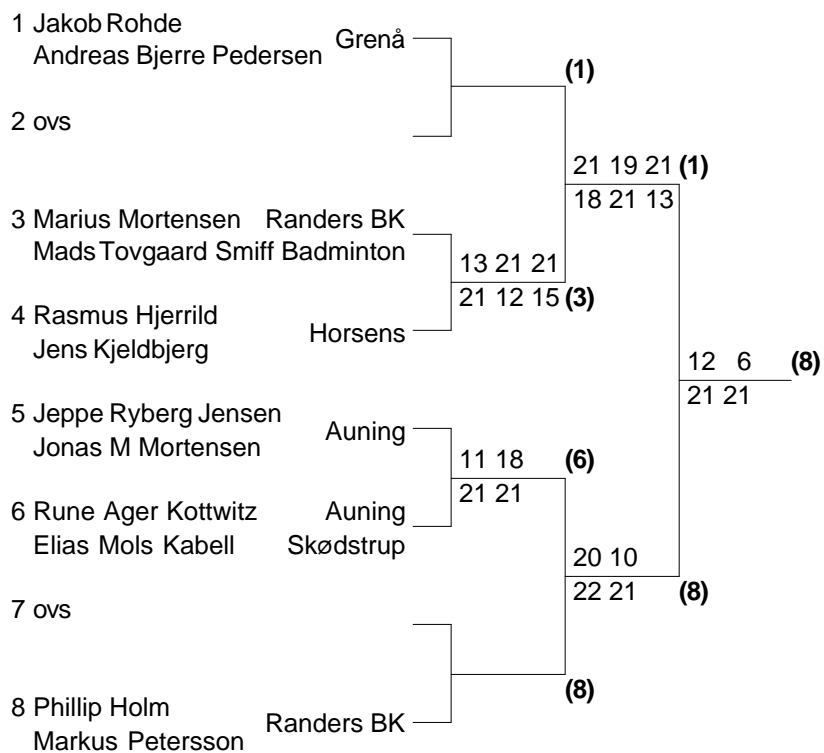 1 Jakob Rohde Grenå
Andreas Bjerre Pedersen
(1)
2 ovs
21 19 21 (1)
18 21 13
3 Marius Mortensen Randers BK
Mads Tovgaard Smiff Badminton
13 21 21
21 12 15 (3)
4 Rasmus Hjerrild Horsens
Jens Kjeldbjerg
12 6 (8)
21 21
5 Jeppe Ryberg Jensen Auning
Jonas M Mortensen
11 18 (6)
21 21
6 Rune Ager Kottwitz Auning
Elias Mols Kabell Skødstrup
20 10
22 21 (8)
7 ovs
(8)
8 Phillip Holm Randers BK
Markus Petersson